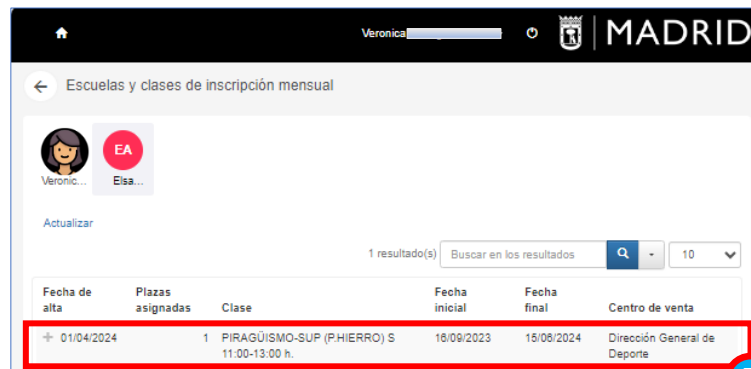 Veronica
MADRID
Escuelas y clases de inscripción mensual
EA
Veronic... Elsa...
Actualizar
1 resultado(s) Buscar en los resultados 10
Fecha de alta Plazas asignadas Clase Fecha inicial Fecha final Centro de venta
01/04/2024 1 PIRAGÜISMO-SUP (P.HIERRO) S 16/09/2023 15/06/2024 Dirección General de
11:00-13:00 h. Deporte